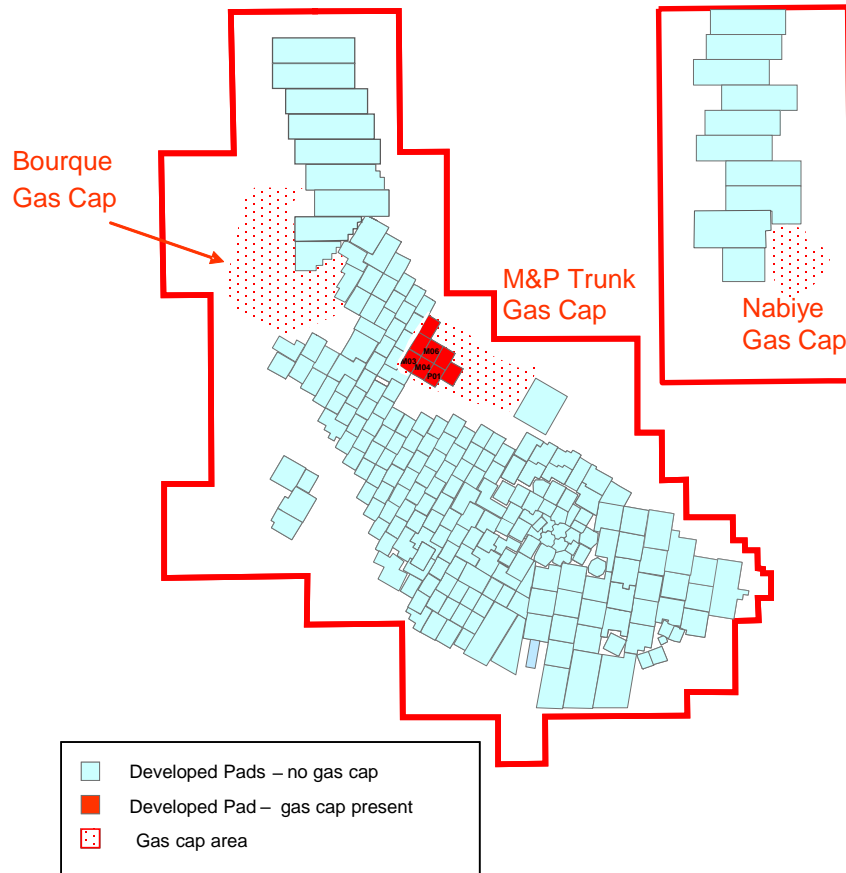 Bourque
Gas Cap
M&P Trunk
Gas Cap
Nabiye
Gas Cap
M06
M03
M04
P01
Developed Pads – no gas cap
Developed Pad – gas cap present
Gas cap area